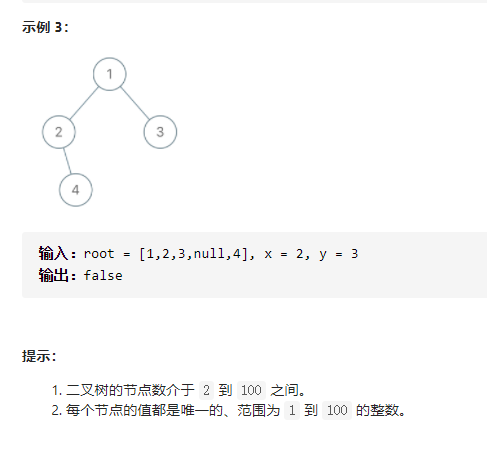 示例 3：
1
2
3
4
输入：root = [1,2,3,null,4], x = 2, y = 3
输出：false
提示：
1. 二叉树的节点数介于 2 到 100 之间。
2. 每个节点的值都是唯一的、范围为 1 到 100 的整数。